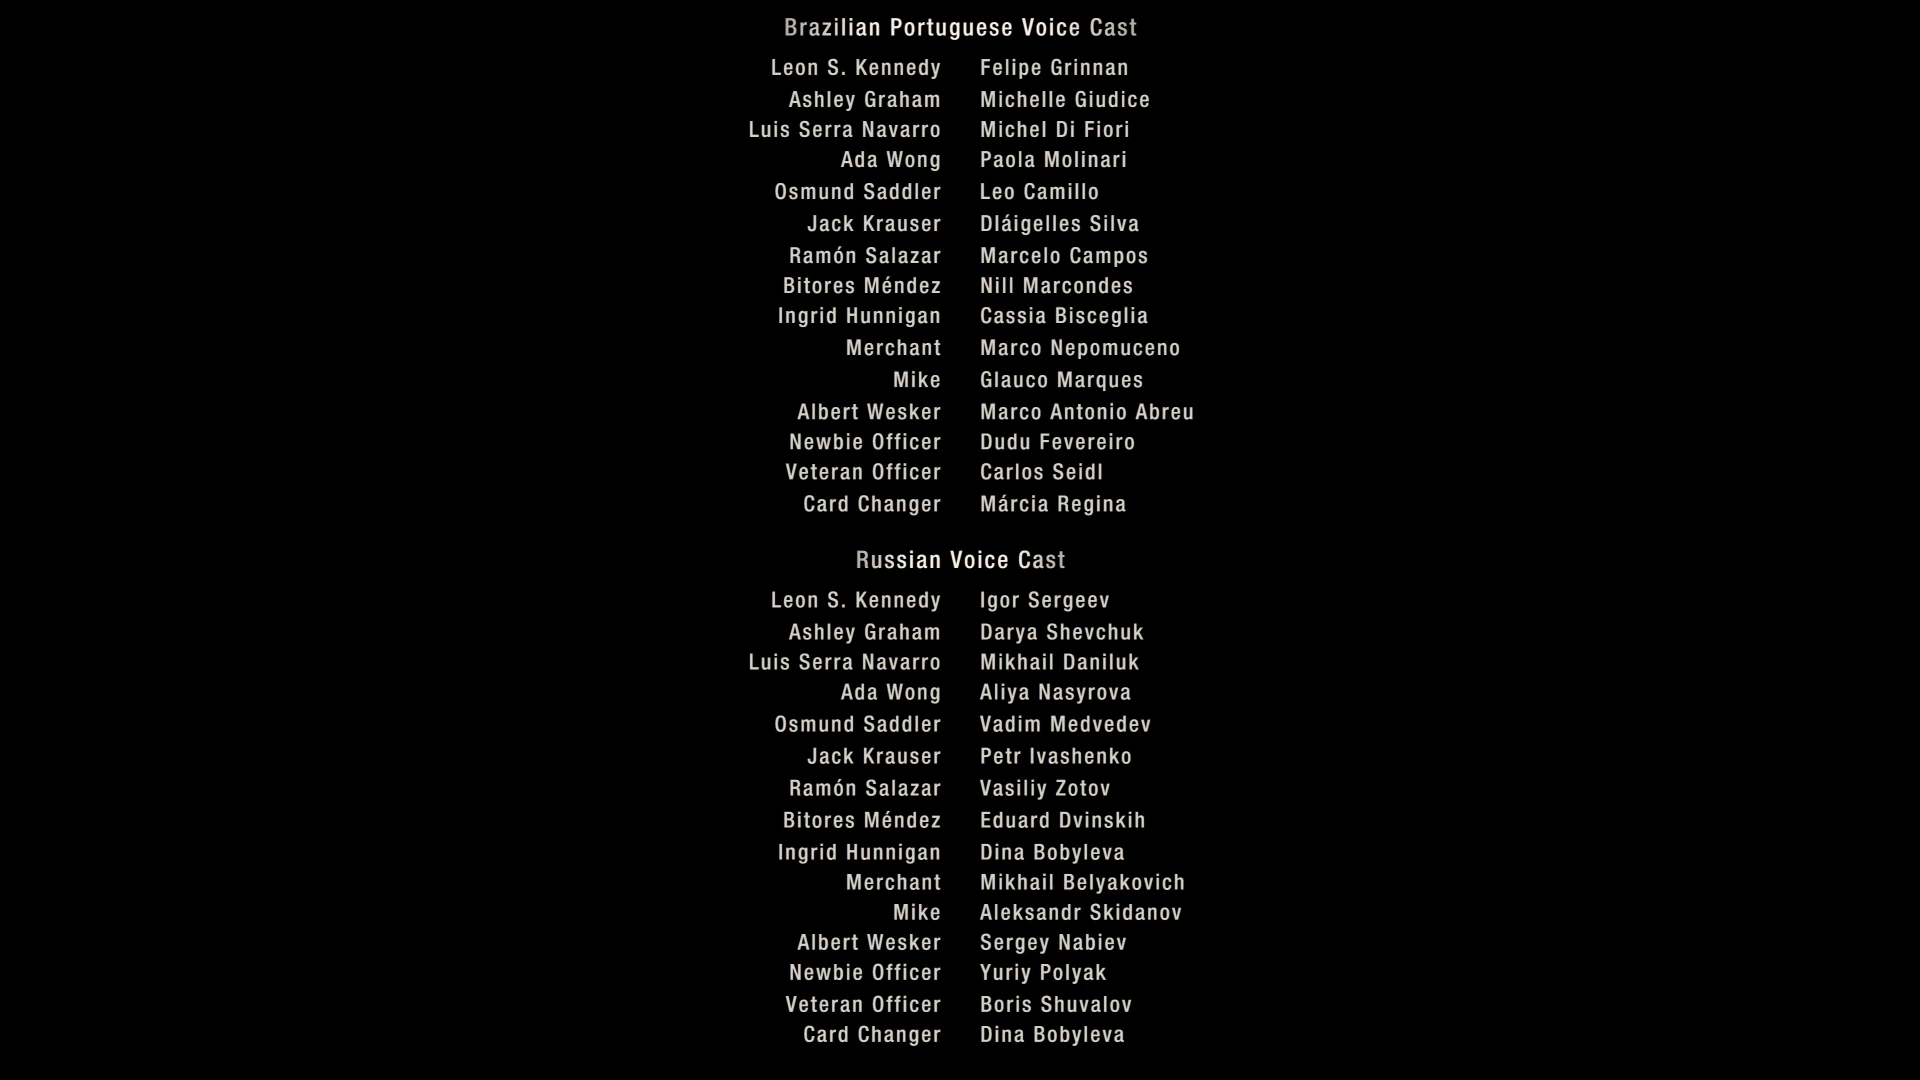 Brazilian Portuguese Voice Cast
Leon S. Kennedy Felipe Grinnan
Ashley Graham Michelle Giudice
Luis Serra Navarro Michel Di Fiori
Ada Wong Paola Molinari
Osmund Saddler Leo Camillo
Jack Krauser Dláigelles Silva
Ramón Salazar Marcelo Campos
Bitores Méndez Nill Marcondes
Ingrid Hunnigan Cassia Bisceglia
Merchant Marco Nepomuceno
Mike Glauco Marques
Albert Wesker Marco Antonio Abreu
Newbie Officer Dudu Fevereiro
Veteran Officer Carlos Seidl
Card Changer Márcia Regina
Russian Voice Cast
Leon S. Kennedy Igor Sergeev
Ashley Graham Darya Shevchuk
Luis Serra Navarro Mikhail Daniluk
Ada Wong Aliya Nasyrova
Osmund Saddler Vadim Medvedev
Jack Krauser Petr Ivashenko
Ramón Salazar Vasiliy Zotov
Bitores Méndez Eduard Dvinskih
Ingrid Hunnigan Dina Bobyleva
Merchant Mikhail Belyakovich
Mike Aleksandr Skidanov
Albert Wesker Sergey Nabiev
Newbie Officer Yuriy Polyak
Veteran Officer Boris Shuvalov
Card Changer Dina Bobyleva